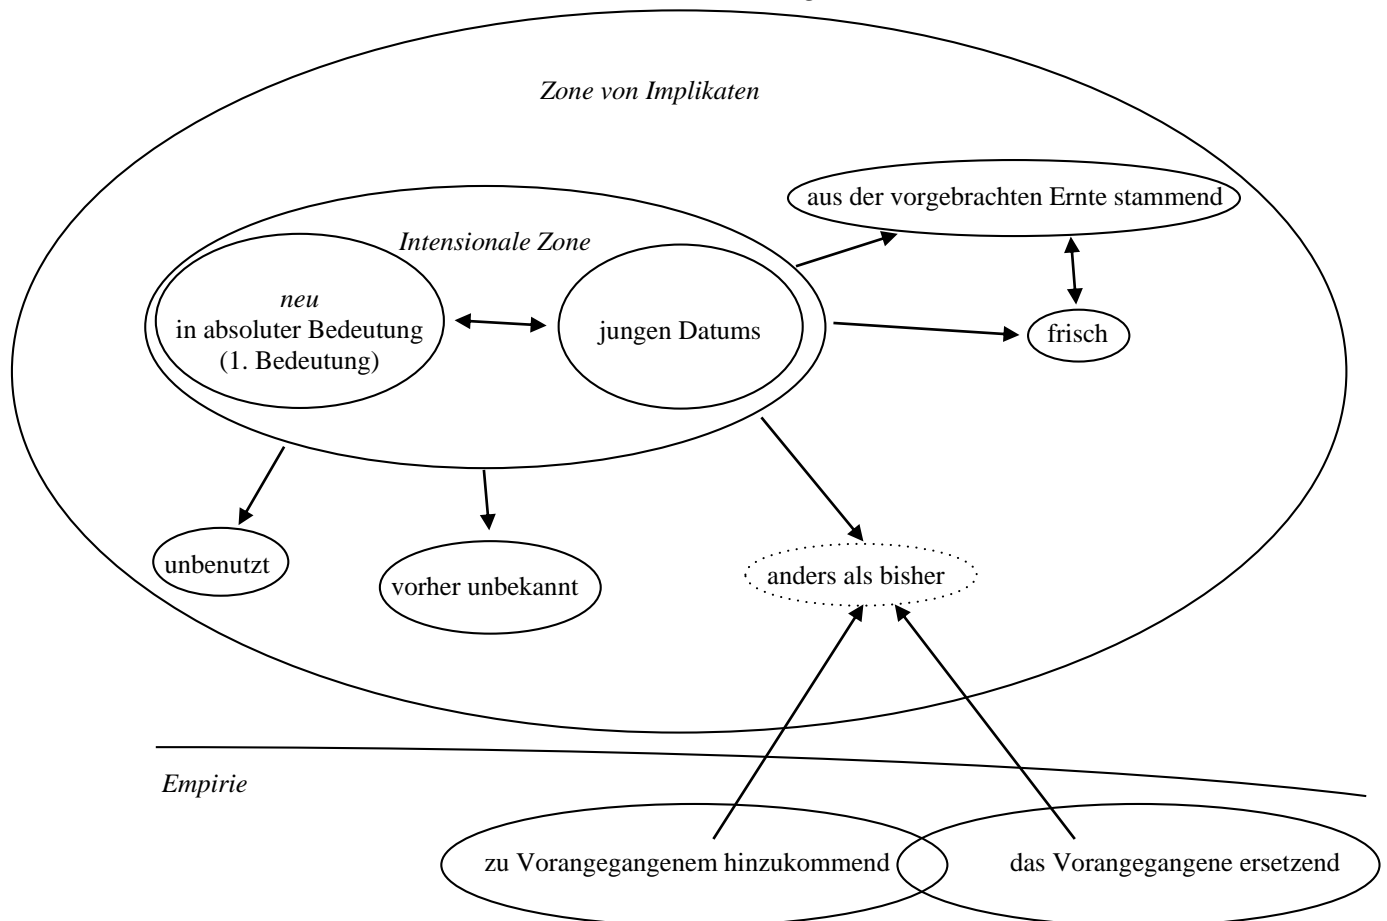 Zone von Implikaten
aus der vorgebrachten Ernte stammend
Intensionale Zone
neu
in absoluter Bedeutung
(1. Bedeutung)
jungen Datums
frisch
unbenutzt
vorher unbekannt
anders als bisher
Empirie
zu Vorangegangenem hinzukommend
das Vorangegangene ersetzend